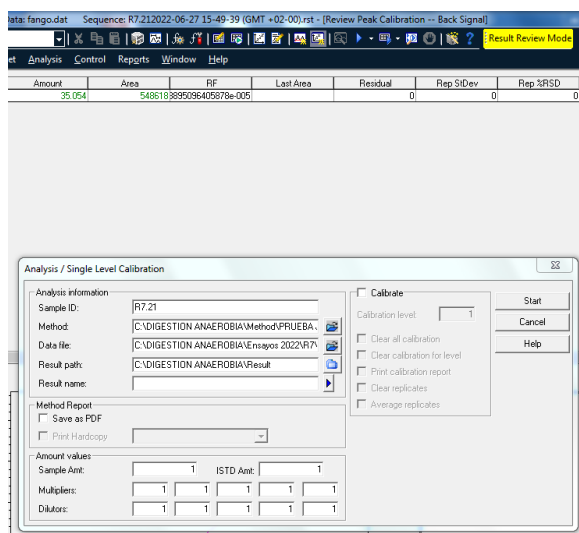 Data: fango.dat Sequence: R7.212022-06-27 15-49-39 (GMT +02-00).rst - [Review Peak Calibration -- Back Signal]
Result Review Mode
et Analysis Control Reports Window Help
Amount Area RF Last Area Residual Rep StDev Rep %RSD
35.054 548618 3895096405878e-005 0 0 0
Analysis / Single Level Calibration
Analysis information
Sample ID: R7.21
Method: C:\DIGESTION ANAEROBIA\Method\PRUEBA
Data file: C:\DIGESTION ANAEROBIA\Ensayos 2022\R7\
Result path: C:\DIGESTION ANAEROBIA\Result
Result name:
Method Report
Save as PDF
Print Hardcopy
Amount values
Sample Amt: 1 ISTD Amt: 1
Multipliers: 1 1 1 1 1
Dilutors: 1 1 1 1 1
Calibrate
Calibration level: 1
Clear all calibration
Clear calibration for level
Print calibration report
Clear replicates
Average replicates
Start
Cancel
Help